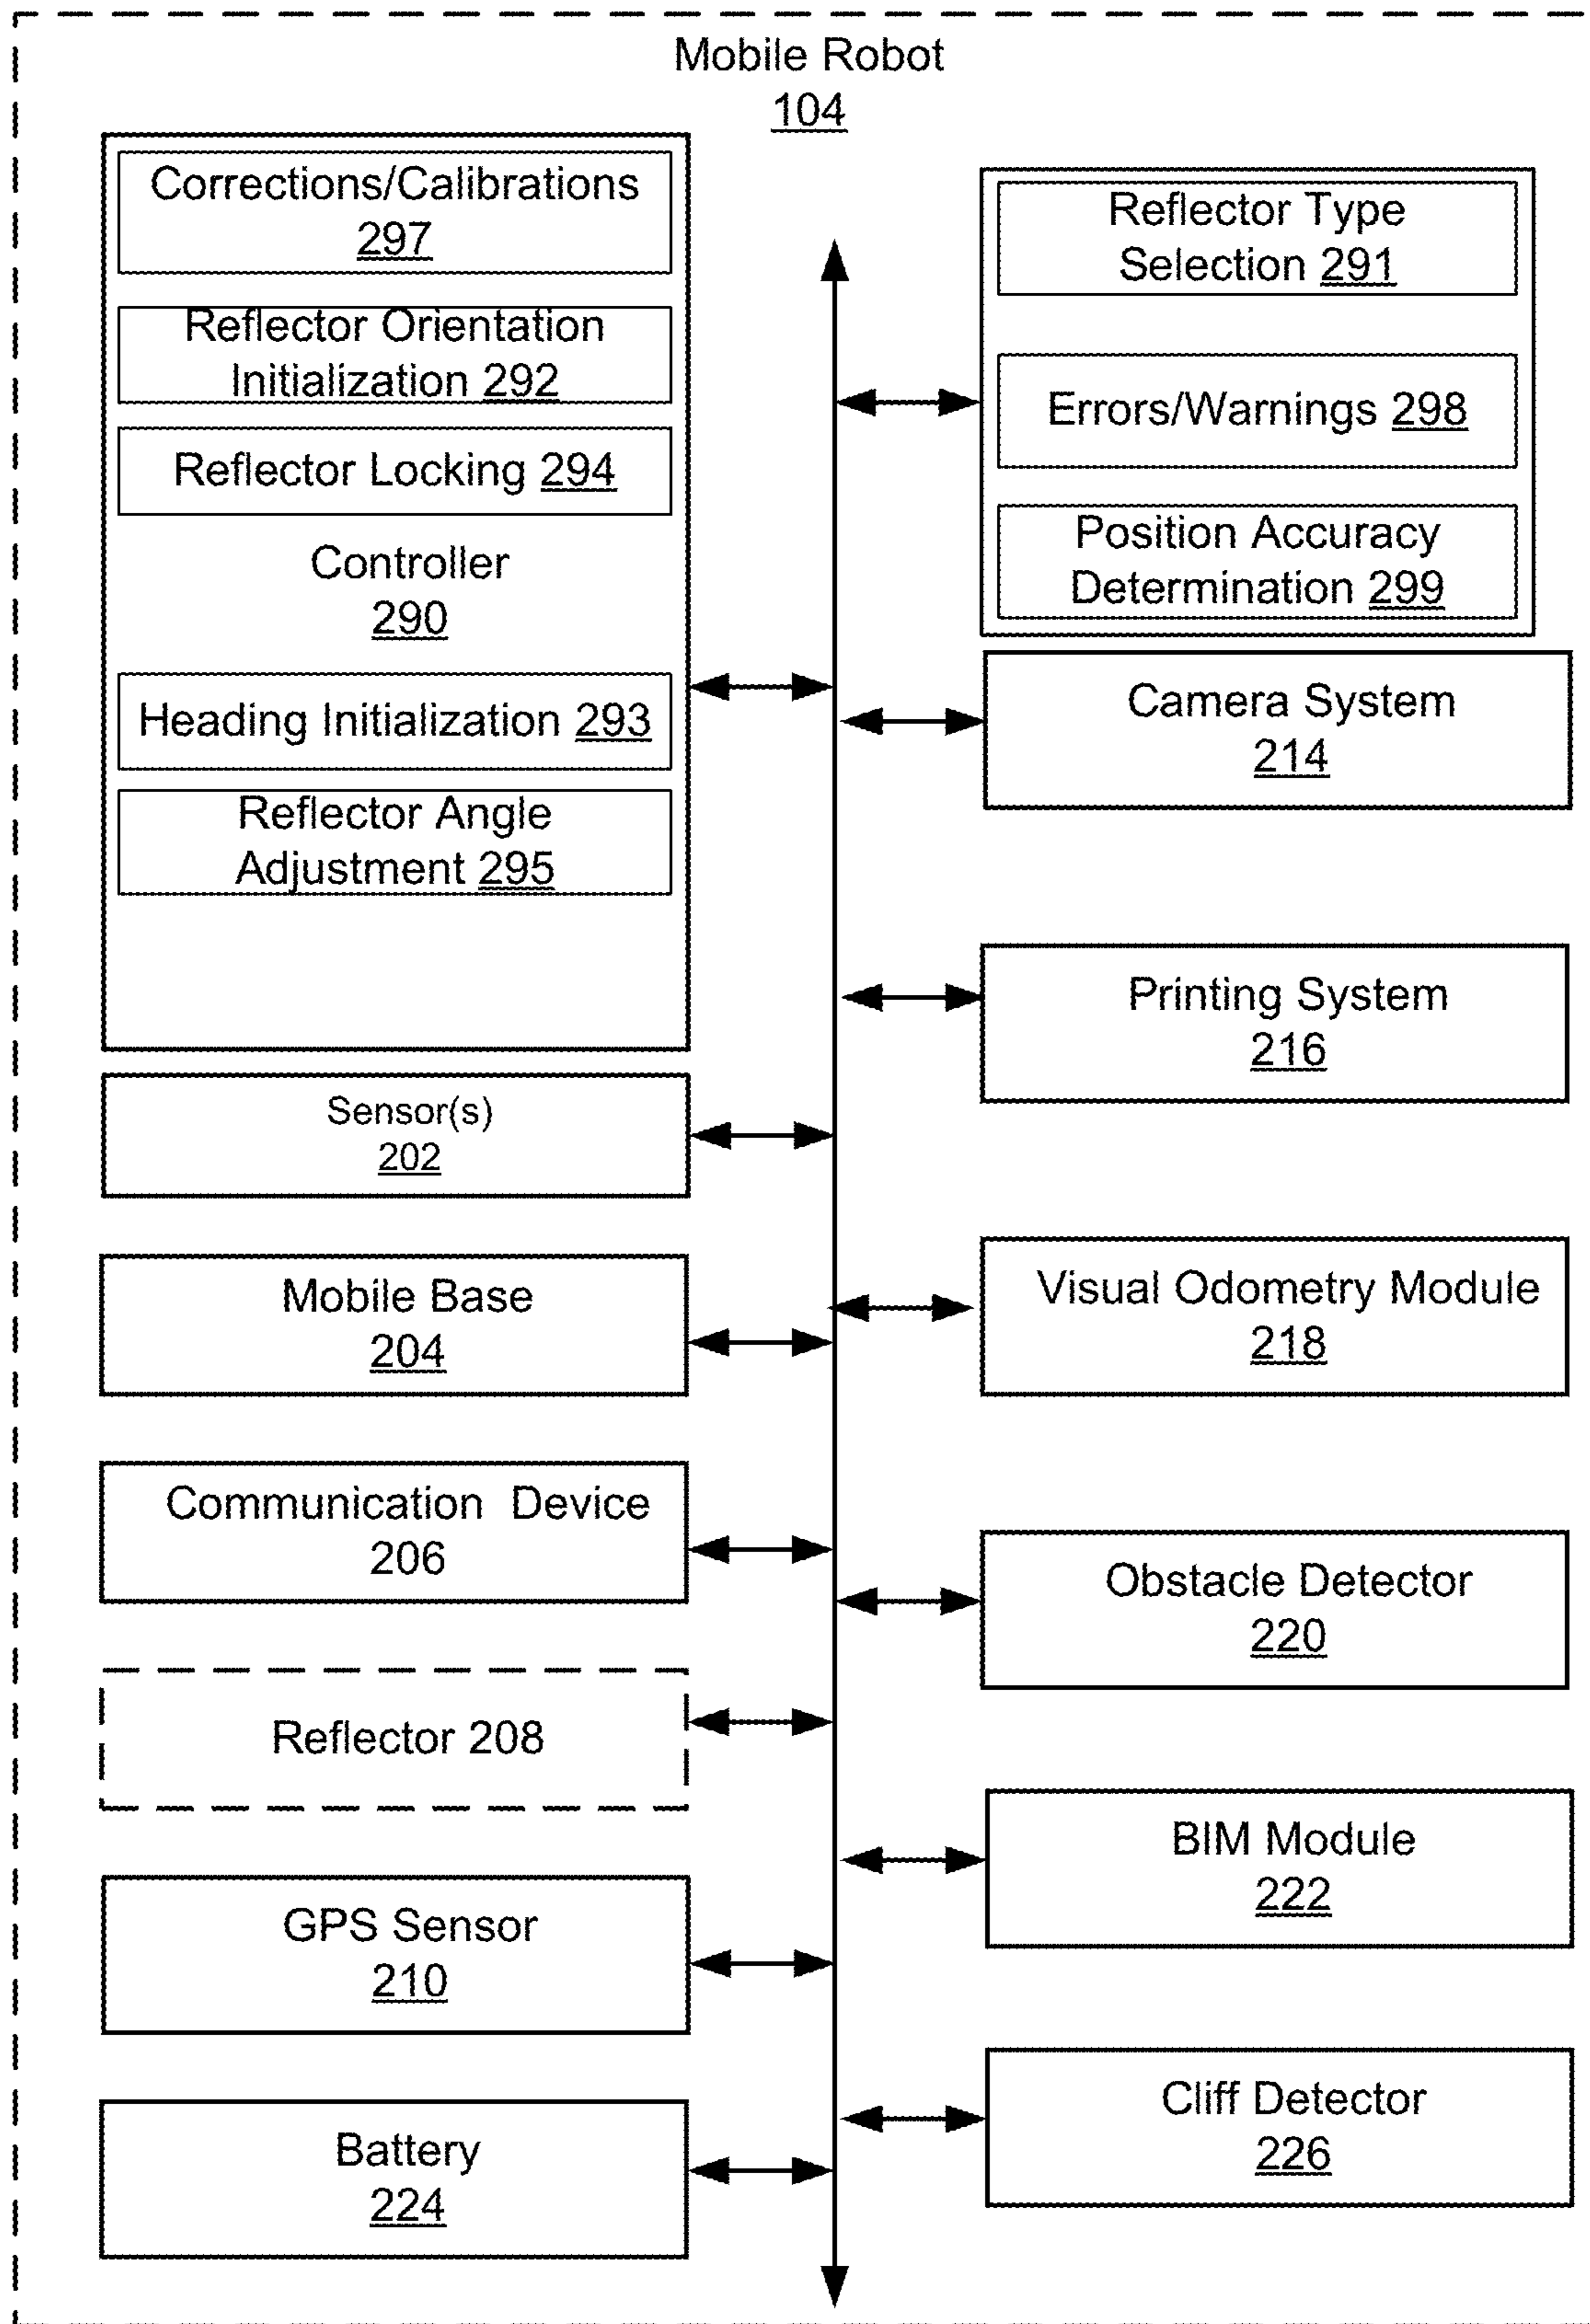 Mobile Robot
104
Corrections/Calibrations
297
Reflector Orientation
Initialization 292
Reflector Locking 294
Controller
290
Heading Initialization 293
Reflector Angle
Adjustment 295
Sensor(s)
202
Mobile Base
204
Communication Device
206
Reflector 208
GPS Sensor
210
Battery
224
Reflector Type
Selection 291
Errors/Warnings 298
Position Accuracy
Determination 299
Camera System
214
Printing System
216
Visual Odometry Module
218
Obstacle Detector
220
BIM Module
222
Cliff Detector
226